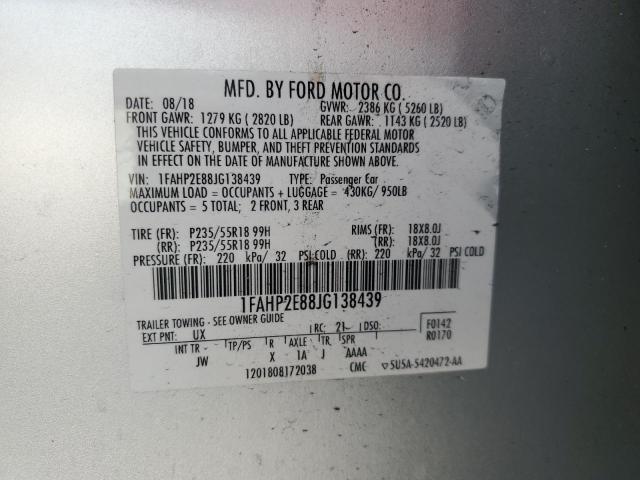 MFD. BY FORD MOTOR CO.
DATE: 08/18 GVWR: 2386 KG ( 5260 LB)
FRONT GAWR: 1279 KG ( 2820 LB) REAR GAWR: 1143 KG ( 2520 LB)
THIS VEHICLE CONFORMS TO ALL APPLICABLE FEDERAL MOTOR
VEHICLE SAFETY, BUMPER, AND THEFT PREVENTION STANDARDS
IN EFFECT ON THE DATE OF MANUFACTURE SHOWN ABOVE.
VIN: 1FAHP2E88JG138439 TYPE: Passenger Car
MAXIMUM LOAD = OCCUPANTS + LUGGAGE = 430KG/ 950LB
OCCUPANTS = 5 TOTAL; 2 FRONT, 3 REAR
TIRE (FR): P235/55R18 99H RIMS (FR): 18X8.0J
(RR): P235/55R18 99H (RR): 18X8.0J
PRESSURE (FR): 220 kPa/ 32 PSI COLD (RR): 220 kPa/ 32 PSI COLD
1FAHP2E88JG138439
TRAILER TOWING - SEE OWNER GUIDE
EXT PNT: UX RC: 21 DSO: F0142
INT TR TP/PS R AXLE TR SPR R0170
JW X 1A J AAAA
1201808172038 CMC 5USA-5420472-AA